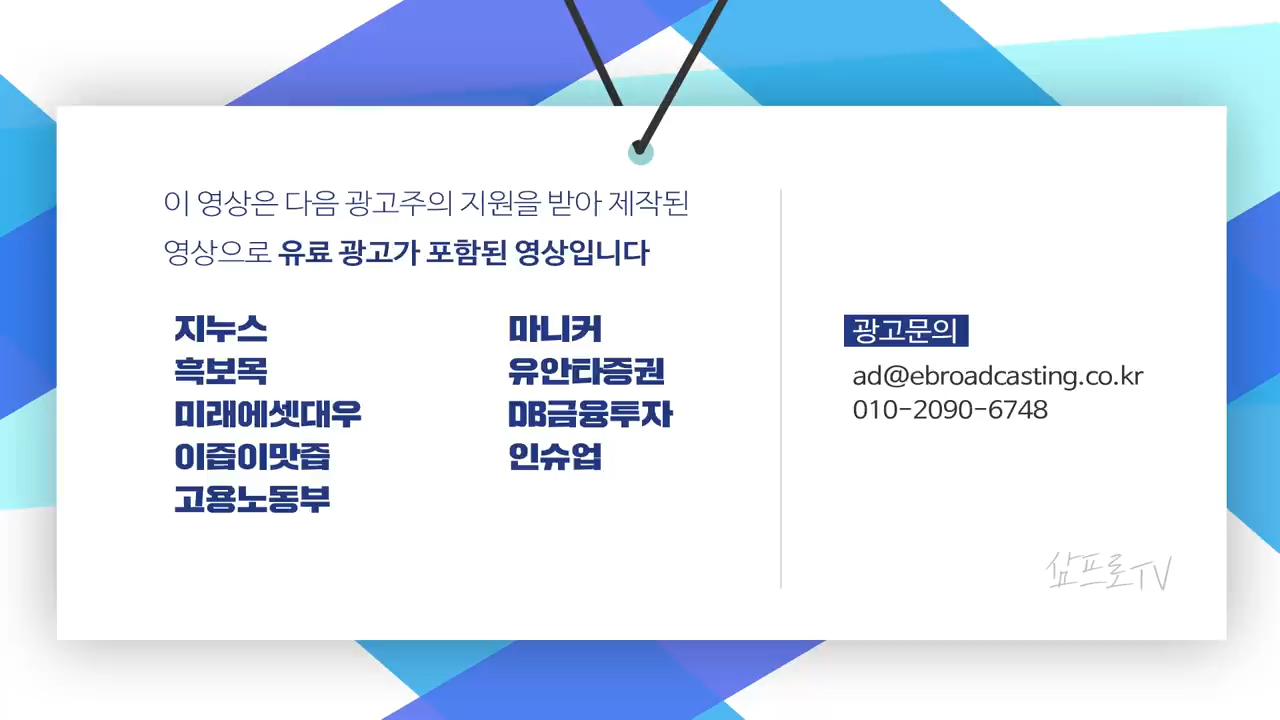 이 영상은 다음 광고주의 지원을 받아 제작된
영상으로 유료 광고가 포함된 영상입니다
지누스
흑보목
미래에셋대우
이즙이맛즙
고용노동부
마니커
유안타증권
DB금융투자
인슈업
광고문의
ad@ebroadcasting.co.kr
010-2090-6748
삼프로TV